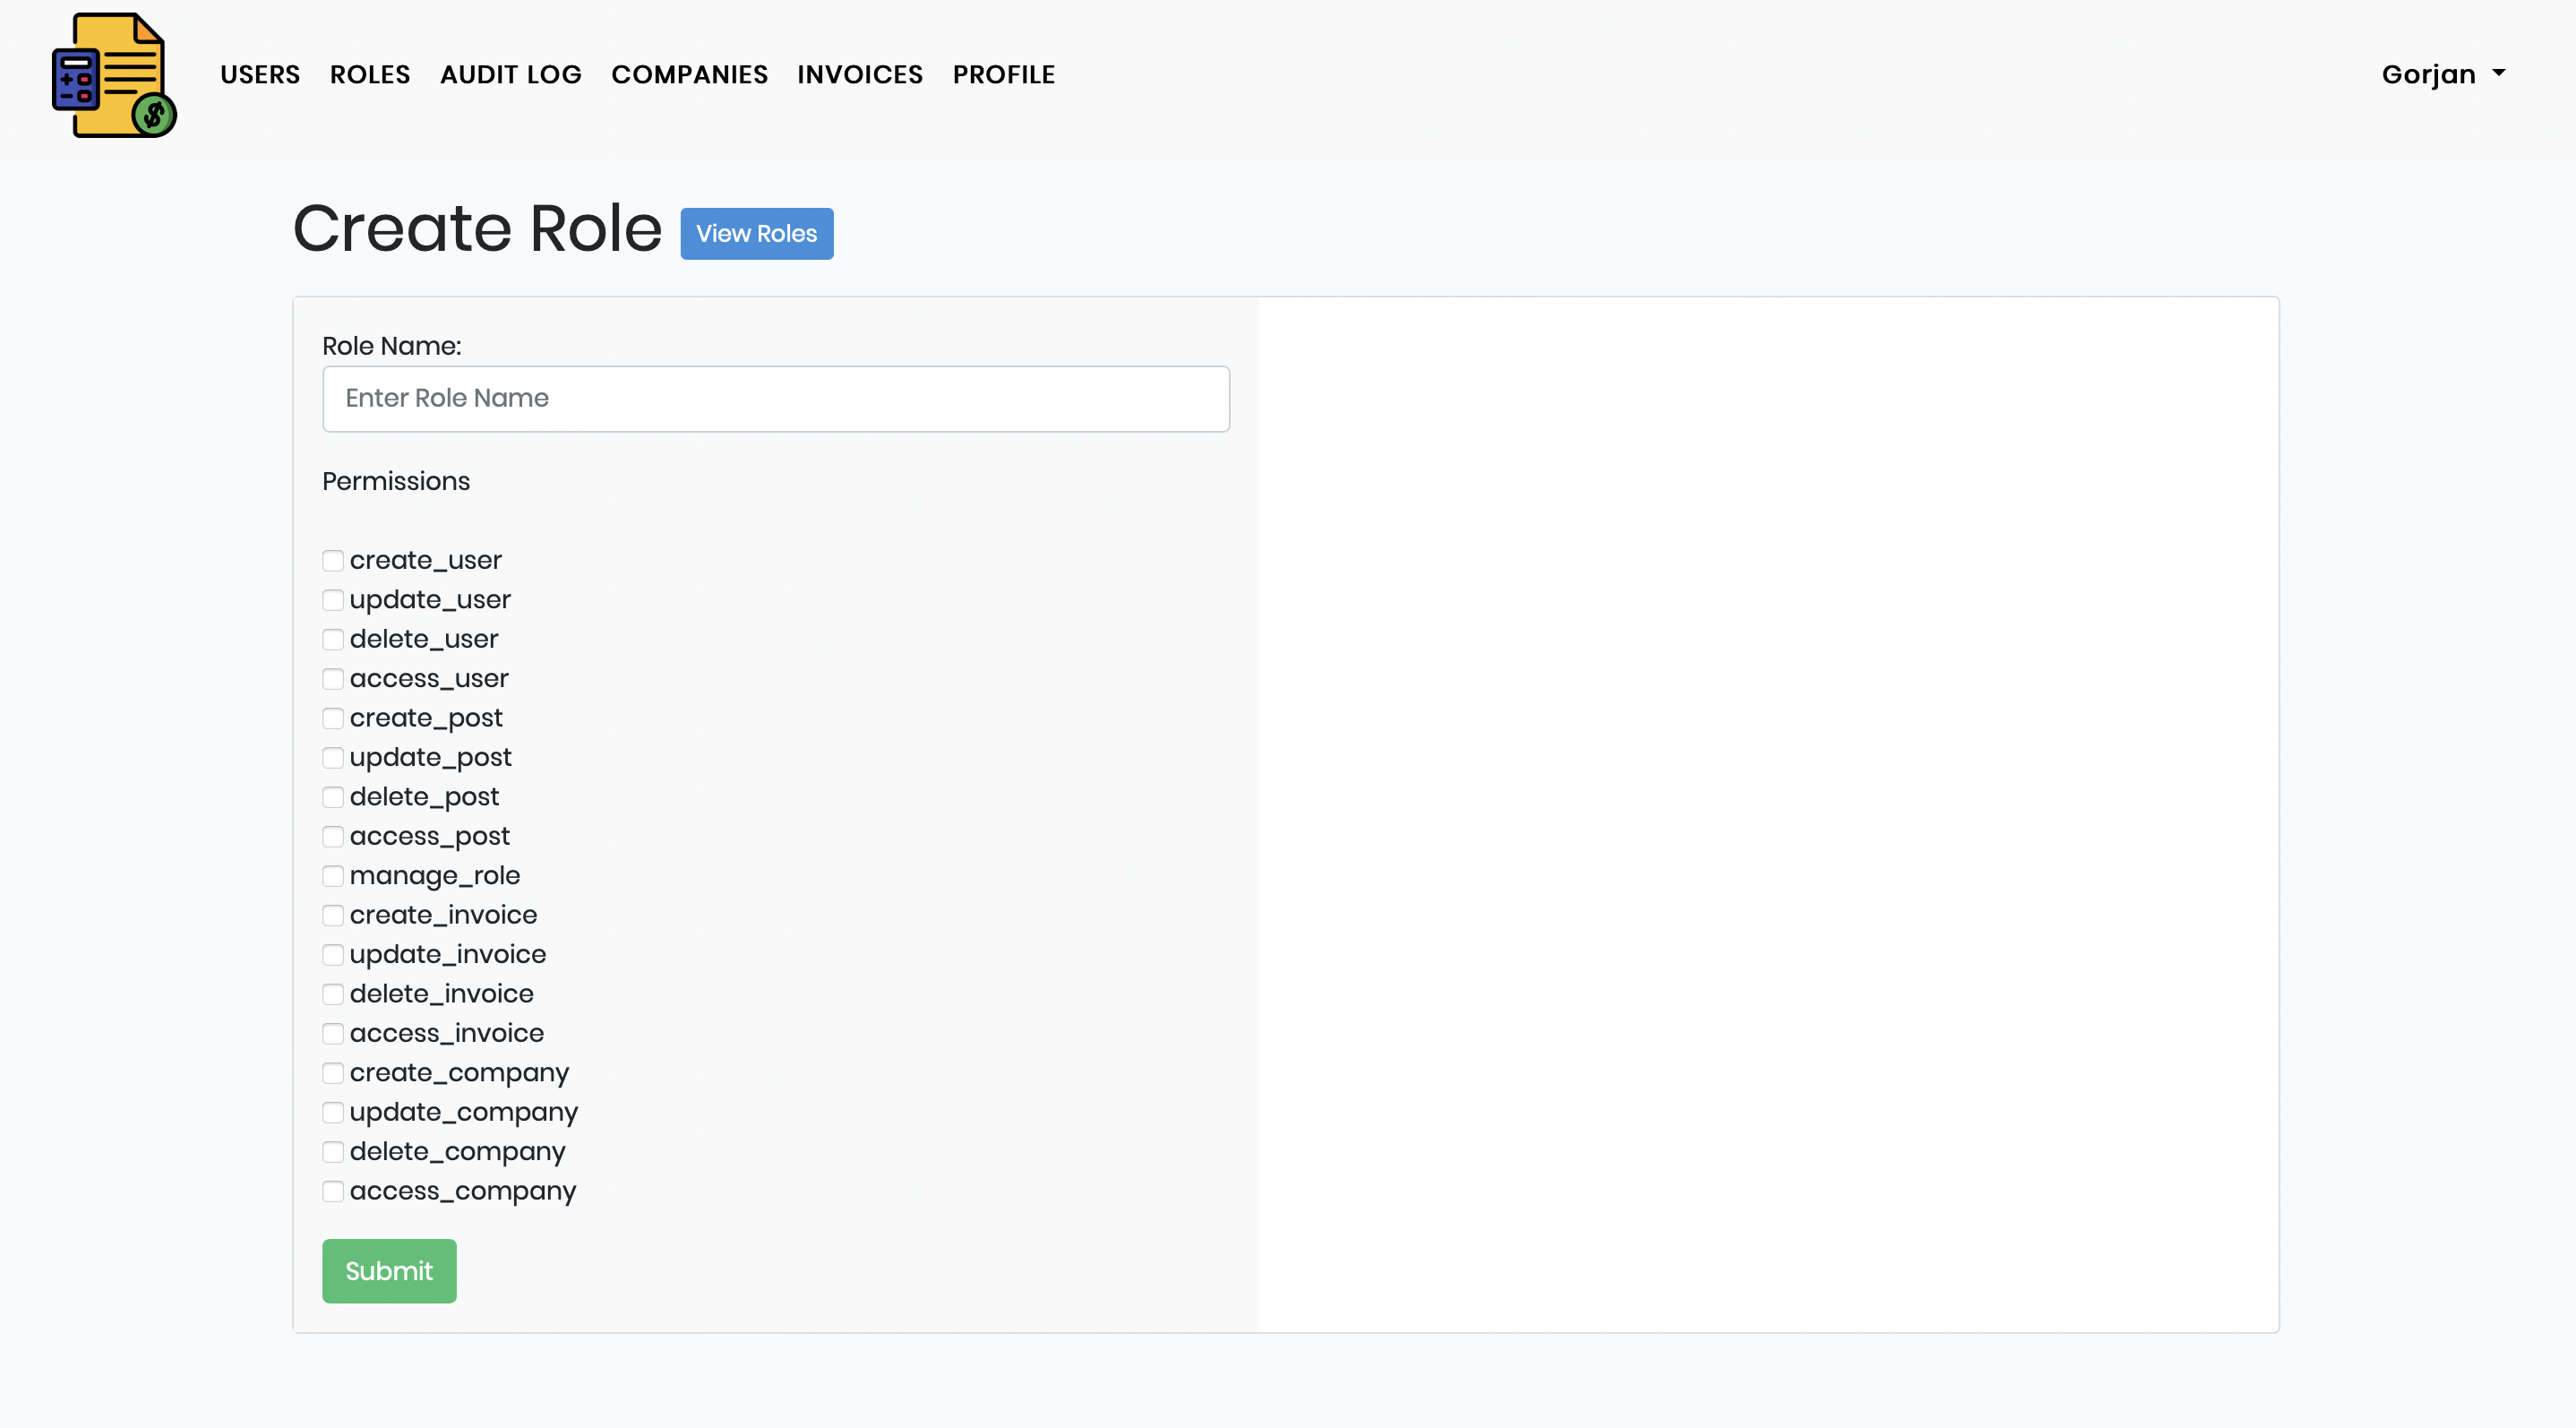 USERS ROLES AUDIT LOG COMPANIES INVOICES PROFILE Gorjan
Create Role View Roles
Role Name:
Enter Role Name
Permissions
create_user
update_user
delete_user
access_user
create_post
update_post
delete_post
access_post
manage_role
create_invoice
update_invoice
delete_invoice
access_invoice
create_company
update_company
delete_company
access_company
Submit